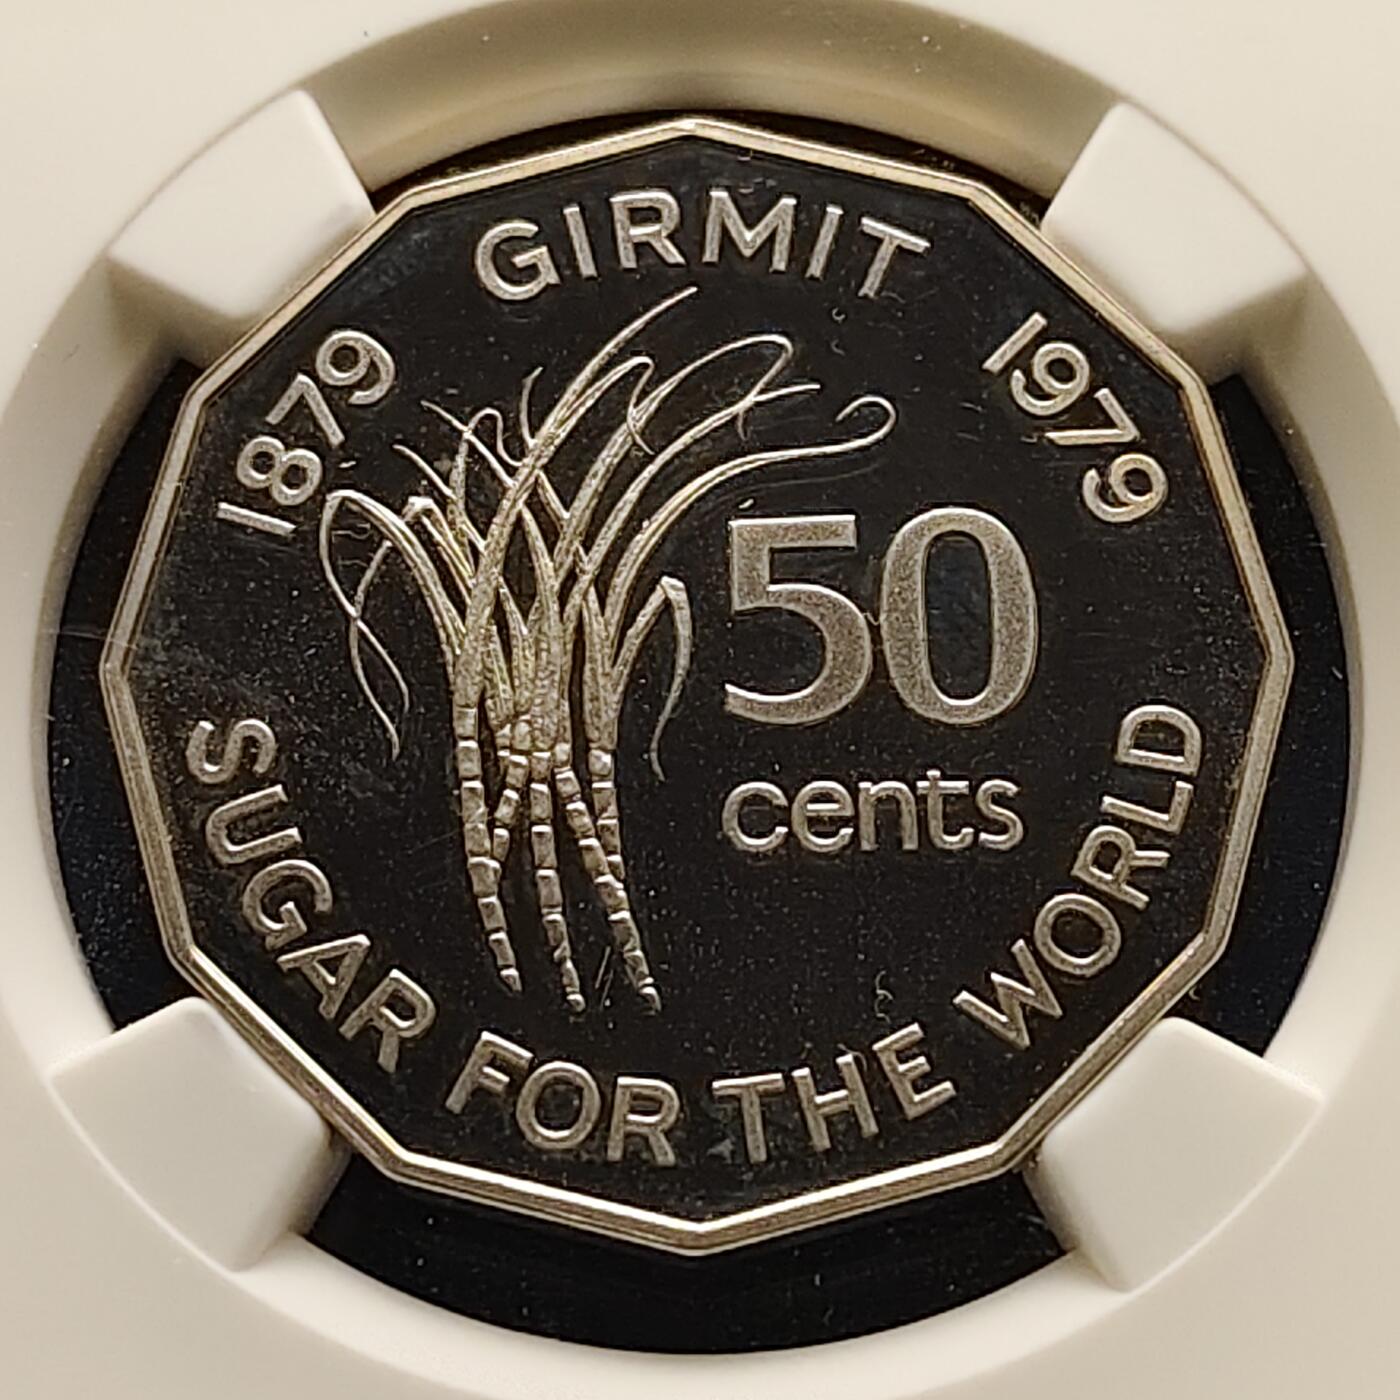 GIRMIT
1879
1979
50
cents
SUGAR FOR THE WORLD